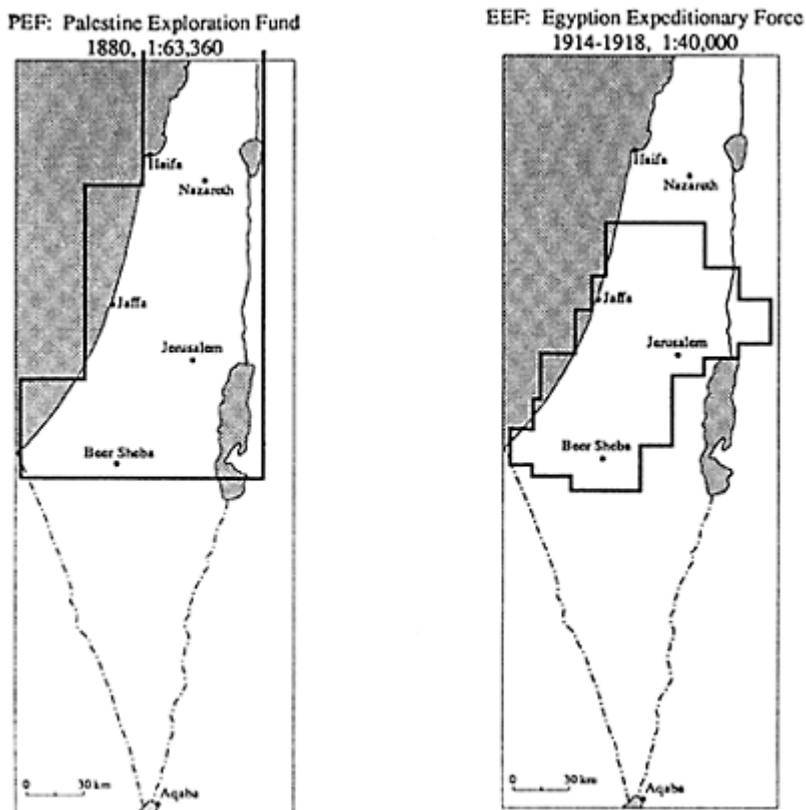 PEF: Palestine Exploration Fund
1880, 1:63,360
Haifa
Nazareth
Jaffa
Jerusalem
Beer Sheba
0 30 km
Aqaba
EEF: Egyption Expeditionary Force
1914-1918, 1:40,000
Haifa
Nazareth
Jaffa
Jerusalem
Beer Sheba
0 30 km
Aqaba